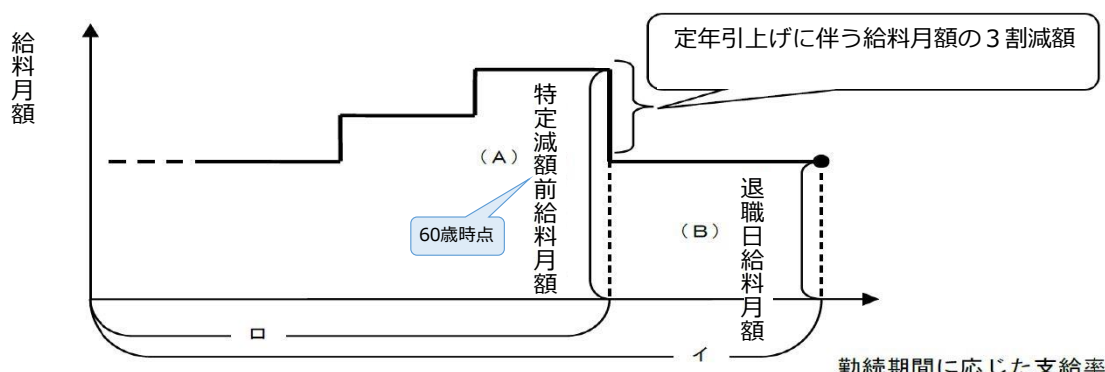 定年引上げに伴う給料月額の３割減額
給料月額
特定減額前給料月額
（Ａ）
60歳時点
退職日給料月額
（Ｂ）
ロ
イ
勤続期間に応じた支給率